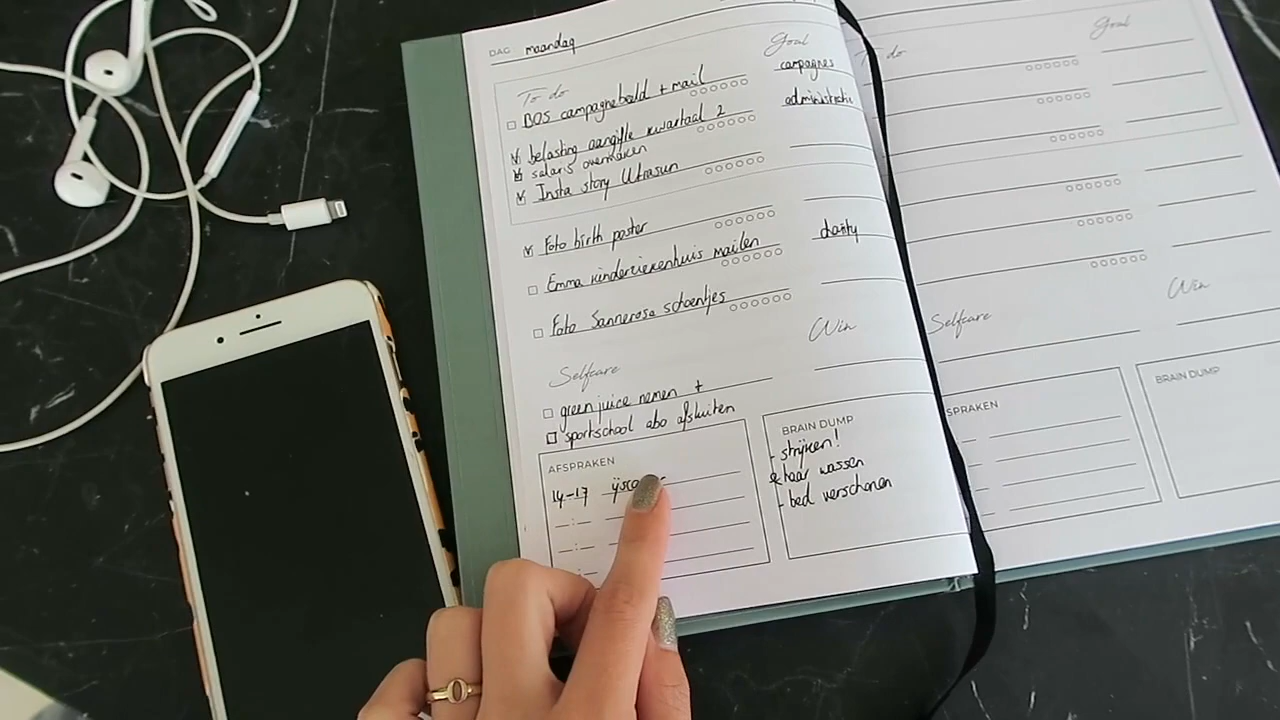 DAG maandag
To do Goal
BOS campagnebeeld + mail campagnes
belasting aangifte kwartaal 2 administratie
salaris overmaken
Insta story Ultrasun
Foto birth poster
Emma kinderziekenhuis mailen charity
Foto Sannerosa schoentjes
Selfcare Win
green juice nemen +
sportschool abo afsluiten
AFSPRAKEN
14-17
BRAIN DUMP
- strijken!
haar wassen
- bed verschonen
To do Goal
Selfcare Win
SPRAKEN
BRAIN DUMP